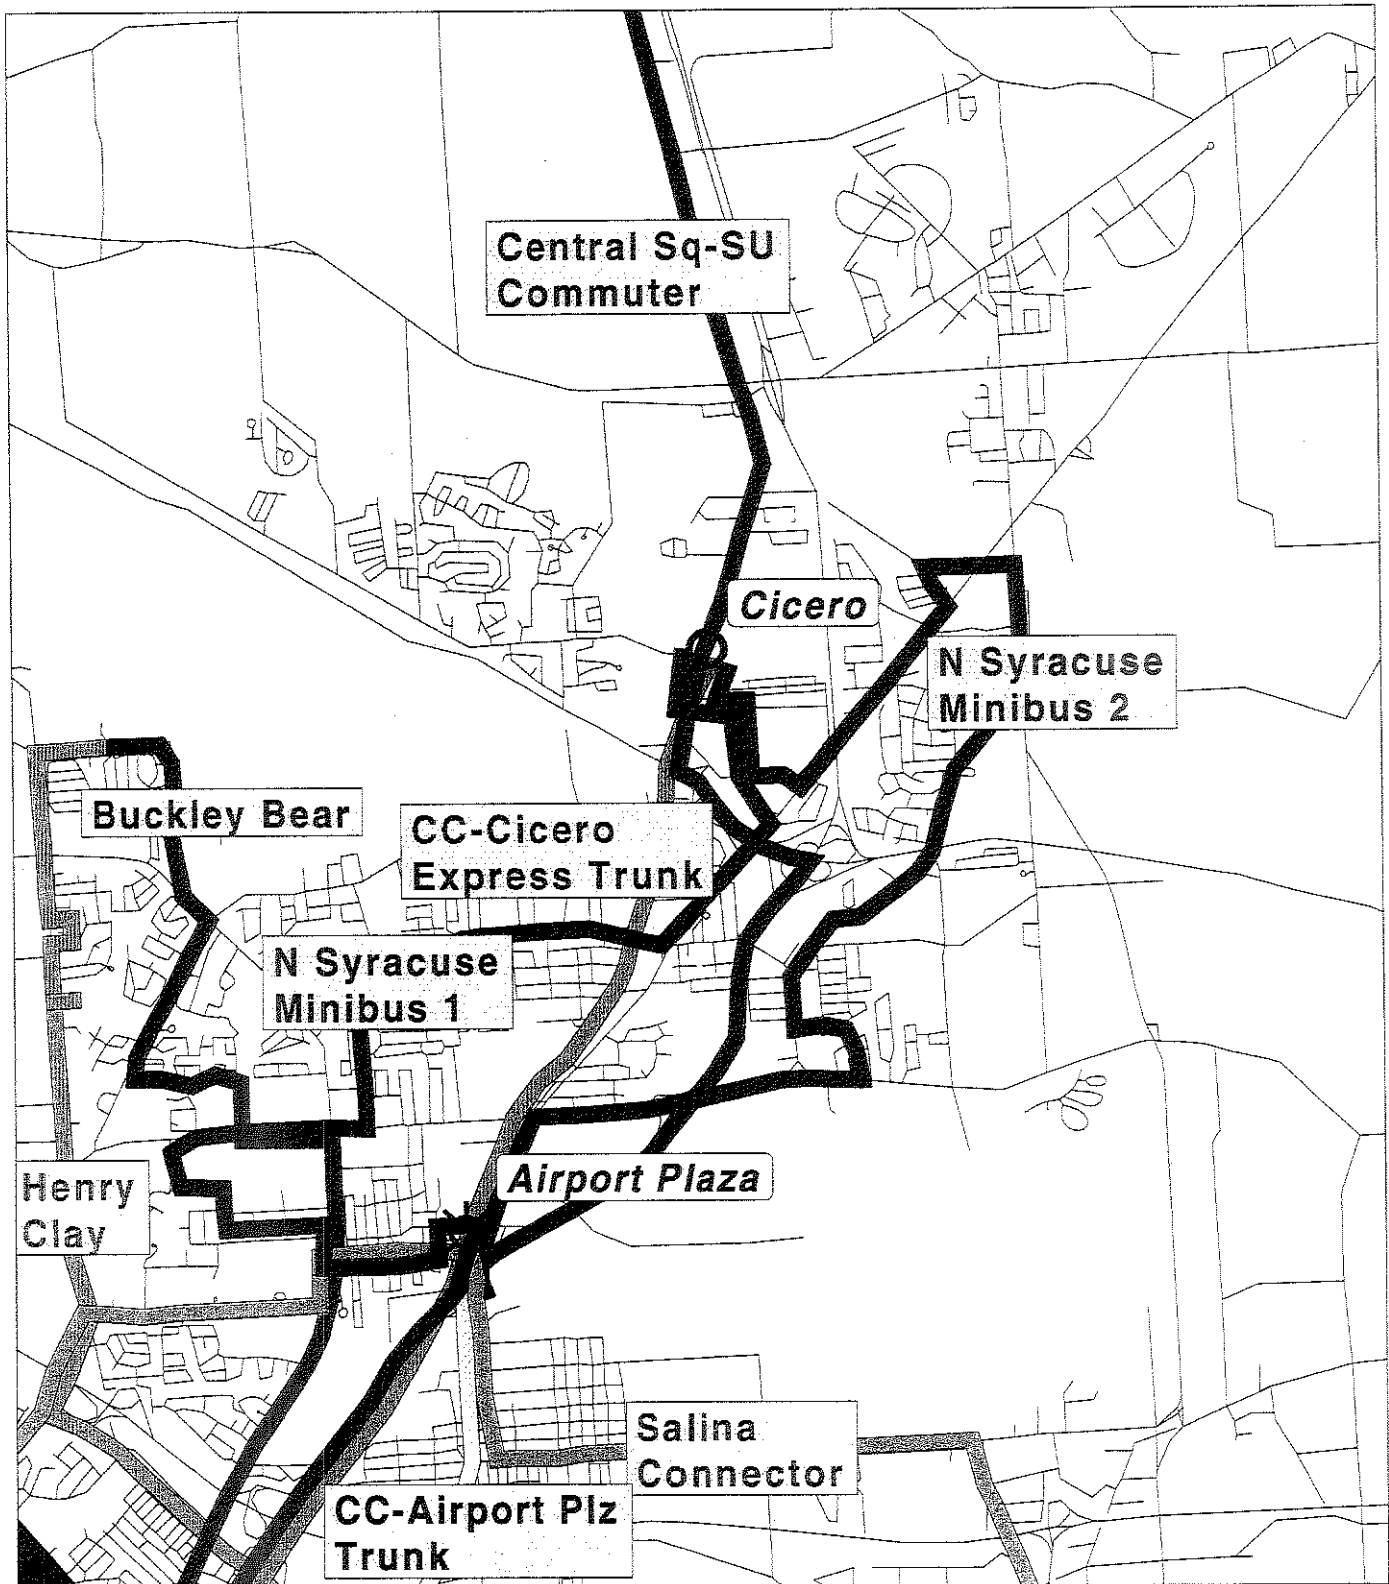 Central Sq-SU
Commuter
Cicero
N Syracuse
Minibus 2
Buckley Bear
CC-Cicero
Express Trunk
N Syracuse
Minibus 1
Henry
Clay
Airport Plaza
Salina
Connector
CC-Airport Plz
Trunk